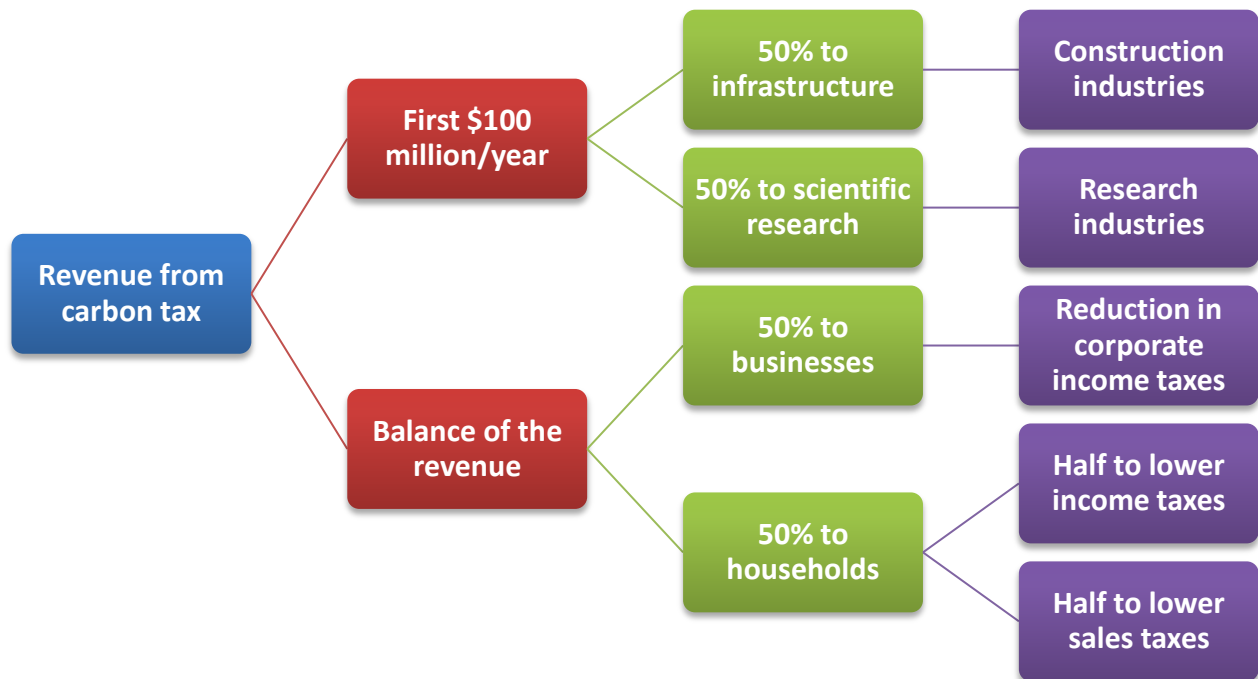 Revenue from
carbon tax
First $100
million/year
50% to
infrastructure
Construction
industries
50% to scientific
research
Research
industries
Balance of the
revenue
50% to
businesses
Reduction in
corporate
income taxes
50% to
households
Half to lower
income taxes
Half to lower
sales taxes